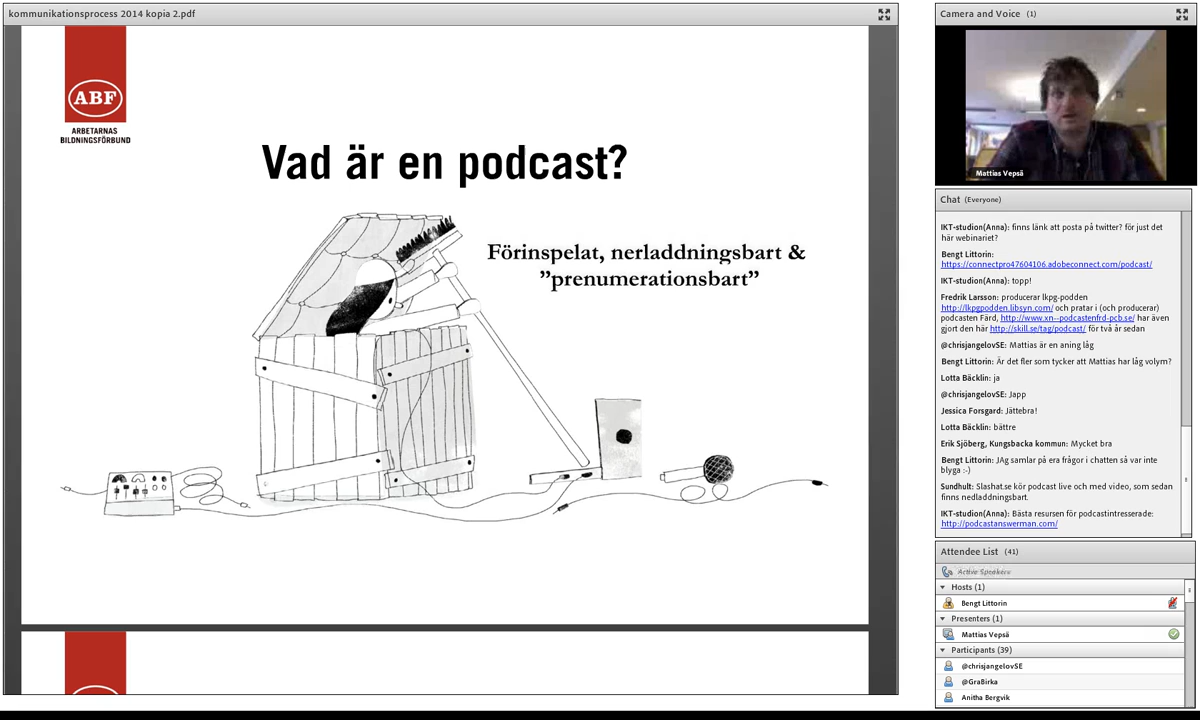 kommunikationsprocess 2014 kopia 2.pdf
ABF
ARBETARNAS
BILDNINGSFÖRBUND
Vad är en podcast?
Förinspelat, nerladdningsbart &
”prenumerationsbart”
Camera and Voice (1)
Mattias Vepsä
Chat (Everyone)
IKT-studion(Anna): finns länk att posta på twitter? för just det
här webinariet?
Bengt Littorin:
https://connectpro47604106.adobeconnect.com/podcast/
IKT-studion(Anna): topp!
Fredrik Larsson: producerar lkpg-podden
http://lkpgpodden.libsyn.com/ och pratar i (och producerar)
podcasten Färd, http://www.xn--podcastenfrd-pcb.se/ har även
gjort den här http://skill.se/tag/podcast/ för två år sedan
@chrisjangelovSE: Mattias är en aning låg
Bengt Littorin: Är det fler som tycker att Mattias har låg volym?
Lotta Bäcklin: ja
@chrisjangelovSE: Japp
Jessica Forsgard: Jättebra!
Lotta Bäcklin: bättre
Erik Sjöberg, Kungsbacka kommun: Mycket bra
Bengt Littorin: JAg samlar på era frågor i chatten så var inte
blyga :-)
Sundhult: Slashat.se kör podcast live och med video, som sedan
finns nedladdningsbart.
IKT-studion(Anna): Bästa resursen för podcastintresserade:
http://podcastanswerman.com/
Attendee List (41)
Active Speakers
Hosts (1)
Bengt Littorin
Presenters (1)
Mattias Vepsä
Participants (39)
@chrisjangelovSE
@GraBirka
Anitha Bergvik